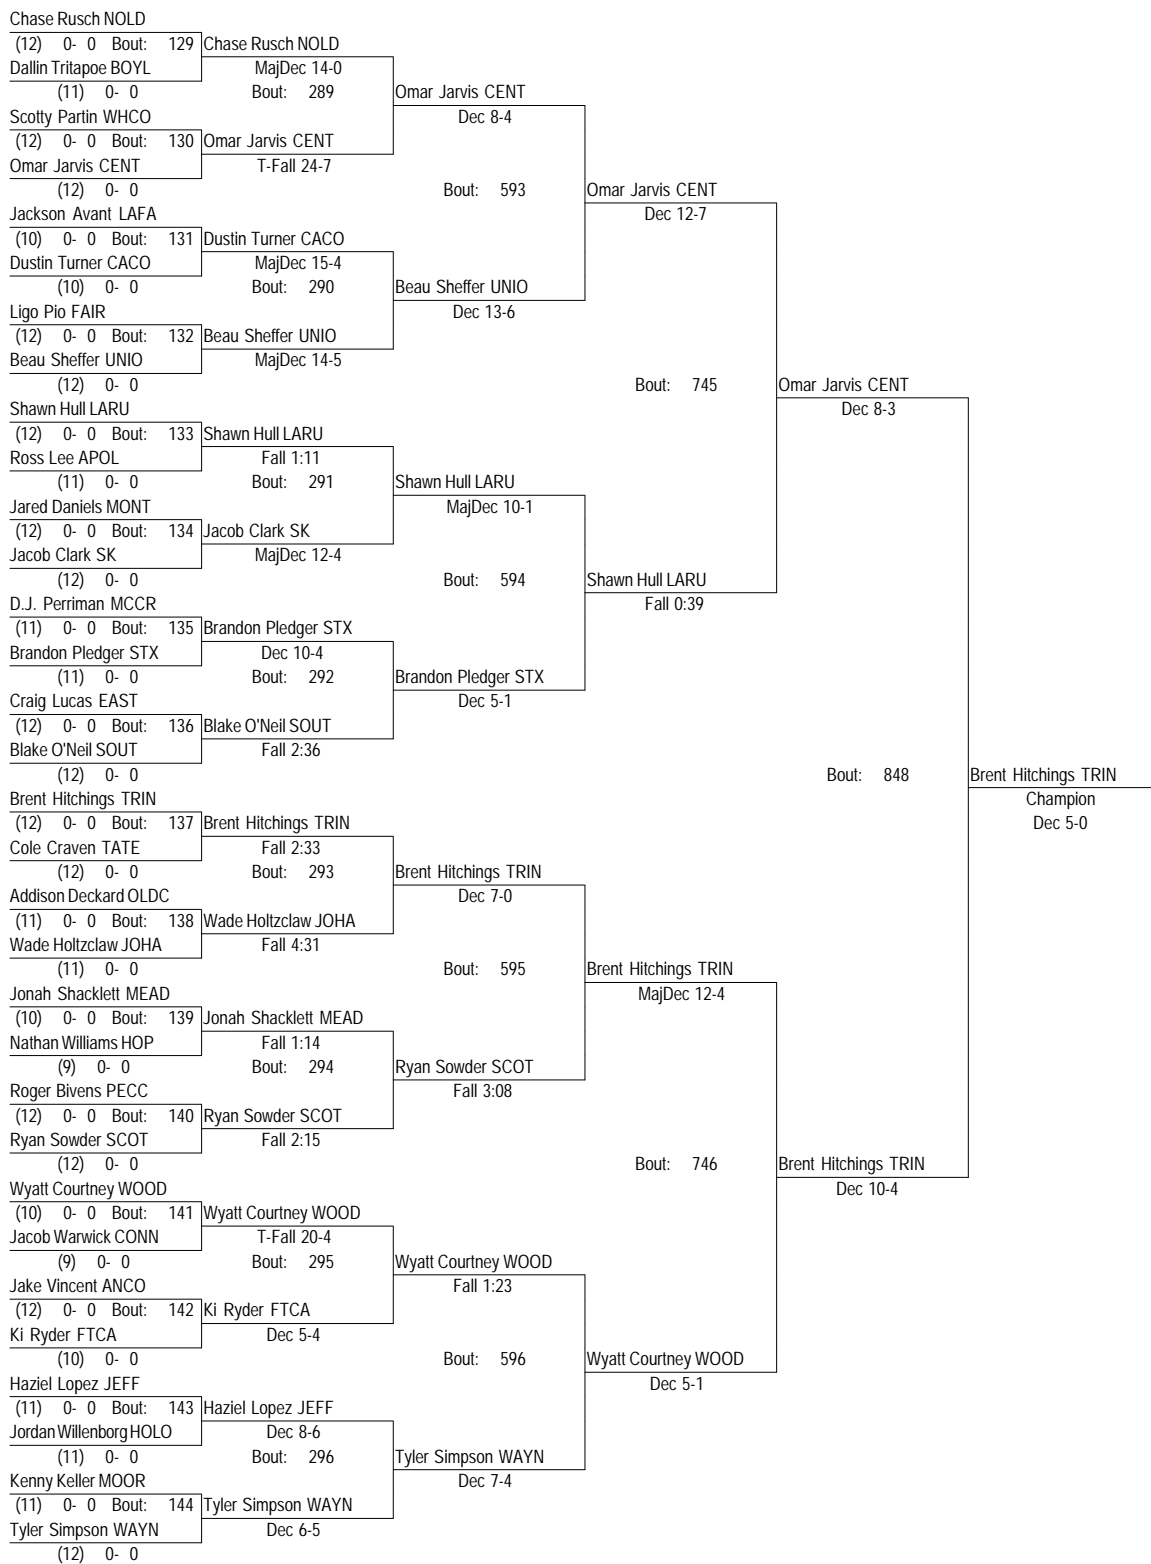 Chase Rusch NOLD
(12) 0- 0 Bout: 129 Chase Rusch NOLD
Dallin Tritapoe BOYL MajDec 14-0
(11) 0- 0 Bout: 289 Omar Jarvis CENT
Scotty Partin WHCO Dec 8-4
(12) 0- 0 Bout: 130 Omar Jarvis CENT
Omar Jarvis CENT T-Fall 24-7
(12) 0- 0 Bout: 593 Omar Jarvis CENT
Jackson Avant LAFA Dec 12-7
(10) 0- 0 Bout: 131 Dustin Turner CACO
Dustin Turner CACO MajDec 15-4
(10) 0- 0 Bout: 290 Beau Sheffer UNIO
Ligo Pio FAIR Dec 13-6
(12) 0- 0 Bout: 132 Beau Sheffer UNIO
Beau Sheffer UNIO MajDec 14-5
(12) 0- 0 Bout: 745 Omar Jarvis CENT
Shawn Hull LARU Dec 8-3
(12) 0- 0 Bout: 133 Shawn Hull LARU
Ross Lee APOL Fall 1:11
(11) 0- 0 Bout: 291 Shawn Hull LARU
Jared Daniels MONT MajDec 10-1
(12) 0- 0 Bout: 134 Jacob Clark SK
Jacob Clark SK MajDec 12-4
(12) 0- 0 Bout: 594 Shawn Hull LARU
D.J. Perriman MCCR Fall 0:39
(11) 0- 0 Bout: 135 Brandon Pledger STX
Brandon Pledger STX Dec 10-4
(11) 0- 0 Bout: 292 Brandon Pledger STX
Craig Lucas EAST Dec 5-1
(12) 0- 0 Bout: 136 Blake O'Neil SOUT
Blake O'Neil SOUT Fall 2:36
(12) 0- 0 Bout: 848 Brent Hitchings TRIN
Brent Hitchings TRIN Champion
(12) 0- 0 Bout: 137 Brent Hitchings TRIN Dec 5-0
Cole Craven TATE Fall 2:33
(12) 0- 0 Bout: 293 Brent Hitchings TRIN
Addison Deckard OLDC Dec 7-0
(11) 0- 0 Bout: 138 Wade Holtzclaw JOHA
Wade Holtzclaw JOHA Fall 4:31
(11) 0- 0 Bout: 595 Brent Hitchings TRIN
Jonah Shacklett MEAD MajDec 12-4
(10) 0- 0 Bout: 139 Jonah Shacklett MEAD
Nathan Williams HOP Fall 1:14
(9) 0- 0 Bout: 294 Ryan Sowder SCOT
Roger Bivens PECC Fall 3:08
(12) 0- 0 Bout: 140 Ryan Sowder SCOT
Ryan Sowder SCOT Fall 2:15
(12) 0- 0 Bout: 746 Brent Hitchings TRIN
Wyatt Courtney WOOD Dec 10-4
(10) 0- 0 Bout: 141 Wyatt Courtney WOOD
Jacob Warwick CONN T-Fall 20-4
(9) 0- 0 Bout: 295 Wyatt Courtney WOOD
Jake Vincent ANCO Fall 1:23
(12) 0- 0 Bout: 142 Ki Ryder FTCA
Ki Ryder FTCA Dec 5-4
(10) 0- 0 Bout: 596 Wyatt Courtney WOOD
Haziel Lopez JEFF Dec 5-1
(11) 0- 0 Bout: 143 Haziel Lopez JEFF
Jordan Willenborg HOLO Dec 8-6
(11) 0- 0 Bout: 296 Tyler Simpson WAYN
Kenny Keller MOOR Dec 7-4
(11) 0- 0 Bout: 144 Tyler Simpson WAYN
Tyler Simpson WAYN Dec 6-5
(12) 0- 0